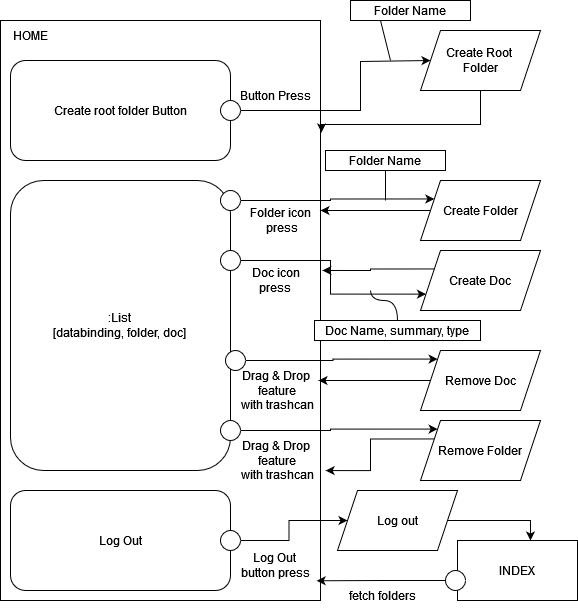 Folder Name
HOME
Create Root
Folder
Button Press
Create root folder Button
Folder Name
Folder icon
press
Create Folder
Doc icon
press
Create Doc
:List
[databinding, folder, doc]
Doc Name, summary, type
Drag & Drop
feature
with trashcan
Remove Doc
Drag & Drop
feature
with trashcan
Remove Folder
Log Out
Log Out
button press
Log out
INDEX
fetch folders